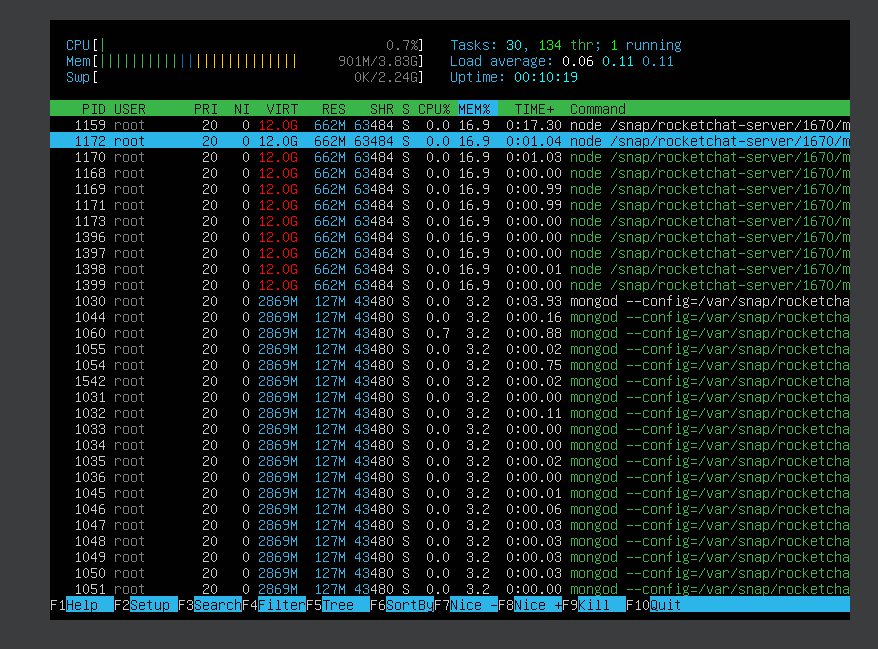 CPU[| 0.7%] Tasks: 30, 134 thr; 1 running
Mem[||||||||||||||||||||||||| 901M/3.83G] Load average: 0.06 0.11 0.11
Swp[ 0K/2.24G] Uptime: 00:10:19
PID USER PRI NI VIRT RES SHR S CPU% MEM% TIME+ Command
1159 root 20 0 12.0G 662M 63484 S 0.0 16.9 0:17.30 node /snap/rocketchat-server/1670/m
1172 root 20 0 12.0G 662M 63484 S 0.0 16.9 0:01.04 node /snap/rocketchat-server/1670/m
1170 root 20 0 12.0G 662M 63484 S 0.0 16.9 0:01.03 node /snap/rocketchat-server/1670/m
1168 root 20 0 12.0G 662M 63484 S 0.0 16.9 0:00.00 node /snap/rocketchat-server/1670/m
1169 root 20 0 12.0G 662M 63484 S 0.0 16.9 0:00.99 node /snap/rocketchat-server/1670/m
1171 root 20 0 12.0G 662M 63484 S 0.0 16.9 0:00.99 node /snap/rocketchat-server/1670/m
1173 root 20 0 12.0G 662M 63484 S 0.0 16.9 0:00.00 node /snap/rocketchat-server/1670/m
1396 root 20 0 12.0G 662M 63484 S 0.0 16.9 0:00.00 node /snap/rocketchat-server/1670/m
1397 root 20 0 12.0G 662M 63484 S 0.0 16.9 0:00.00 node /snap/rocketchat-server/1670/m
1398 root 20 0 12.0G 662M 63484 S 0.0 16.9 0:00.01 node /snap/rocketchat-server/1670/m
1399 root 20 0 12.0G 662M 63484 S 0.0 16.9 0:00.00 node /snap/rocketchat-server/1670/m
1030 root 20 0 2869M 127M 43480 S 0.0 3.2 0:03.93 mongod --config=/var/snap/rocketcha
1044 root 20 0 2869M 127M 43480 S 0.0 3.2 0:00.16 mongod --config=/var/snap/rocketcha
1060 root 20 0 2869M 127M 43480 S 0.7 3.2 0:00.88 mongod --config=/var/snap/rocketcha
1055 root 20 0 2869M 127M 43480 S 0.0 3.2 0:00.02 mongod --config=/var/snap/rocketcha
1054 root 20 0 2869M 127M 43480 S 0.0 3.2 0:00.75 mongod --config=/var/snap/rocketcha
1542 root 20 0 2869M 127M 43480 S 0.0 3.2 0:00.02 mongod --config=/var/snap/rocketcha
1031 root 20 0 2869M 127M 43480 S 0.0 3.2 0:00.00 mongod --config=/var/snap/rocketcha
1032 root 20 0 2869M 127M 43480 S 0.0 3.2 0:00.11 mongod --config=/var/snap/rocketcha
1033 root 20 0 2869M 127M 43480 S 0.0 3.2 0:00.00 mongod --config=/var/snap/rocketcha
1034 root 20 0 2869M 127M 43480 S 0.0 3.2 0:00.00 mongod --config=/var/snap/rocketcha
1035 root 20 0 2869M 127M 43480 S 0.0 3.2 0:00.02 mongod --config=/var/snap/rocketcha
1036 root 20 0 2869M 127M 43480 S 0.0 3.2 0:00.00 mongod --config=/var/snap/rocketcha
1045 root 20 0 2869M 127M 43480 S 0.0 3.2 0:00.01 mongod --config=/var/snap/rocketcha
1046 root 20 0 2869M 127M 43480 S 0.0 3.2 0:00.06 mongod --config=/var/snap/rocketcha
1047 root 20 0 2869M 127M 43480 S 0.0 3.2 0:00.03 mongod --config=/var/snap/rocketcha
1048 root 20 0 2869M 127M 43480 S 0.0 3.2 0:00.03 mongod --config=/var/snap/rocketcha
1049 root 20 0 2869M 127M 43480 S 0.0 3.2 0:00.03 mongod --config=/var/snap/rocketcha
1050 root 20 0 2869M 127M 43480 S 0.0 3.2 0:00.03 mongod --config=/var/snap/rocketcha
1051 root 20 0 2869M 127M 43480 S 0.0 3.2 0:00.00 mongod --config=/var/snap/rocketcha
F1Help F2Setup F3SearchF4FilterF5Tree F6SortByF7Nice -F8Nice +F9Kill F10Quit